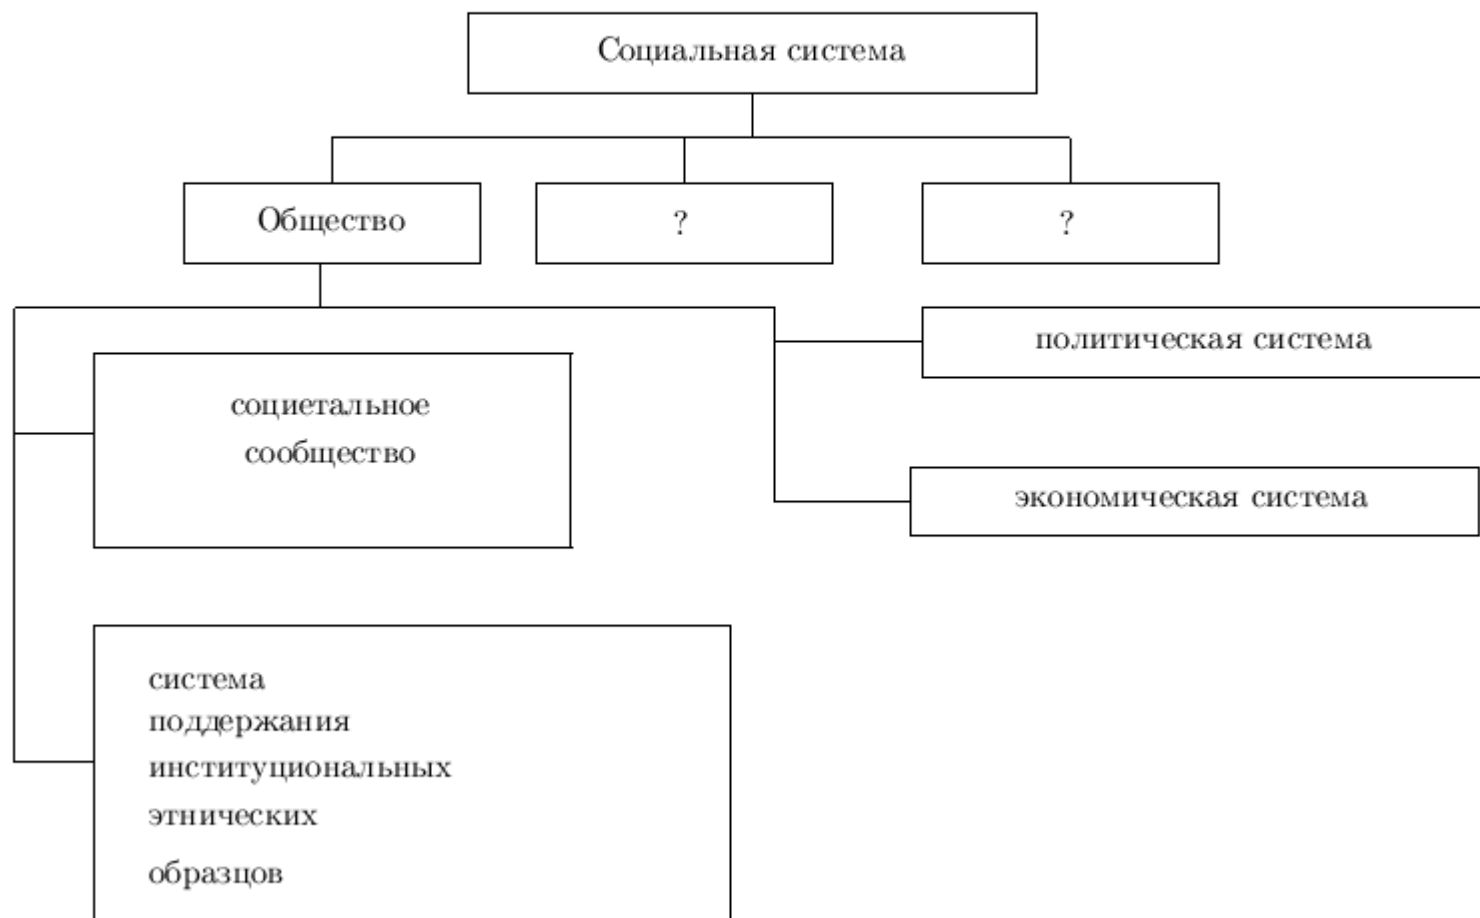 Социальная система
Общество
?
?
политическая система
социетальное
сообщество
экономическая система
система
поддержания
институциональных
этнических
образцов